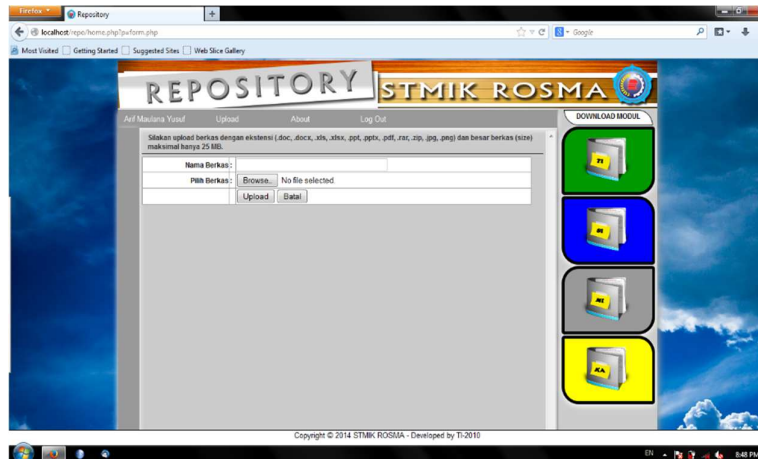 Firefox
Repository
localhost/repo/home.php?p=form.php
Google
Most Visited Getting Started Suggested Sites Web Slice Gallery
REPOSITORY STMIK ROSMA
Arif Maulana Yusuf Upload About Log Out
DOWNLOAD MODUL
Silakan upload berkas dengan ekstensi (.doc, .docx, .xls, .xlsx, .ppt, .pptx, .pdf, .rar, .zip, .jpg, .png) dan besar berkas (size)
maksimal hanya 25 MB.
Nama Berkas :
Pilih Berkas : Browse.. No file selected.
Upload Batal
TI
MI
KA
Copyright © 2014 STMIK ROSMA - Developed by TI-2010
EN 8:48 PM